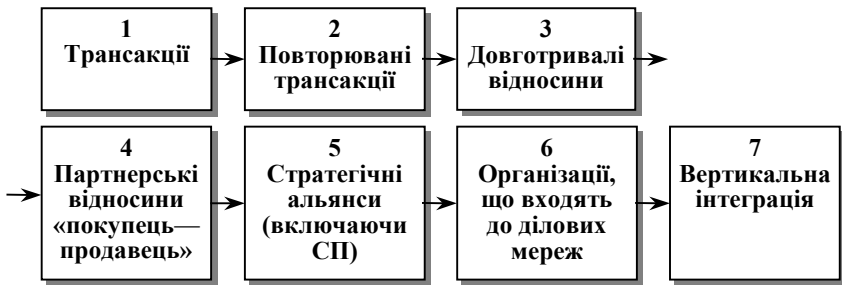 1
Трансакції
2
Повторювані
трансакції
3
Довготривалі
відносини
4
Партнерські
відносини
«покупець—
продавець»
5
Стратегічні
альянси
(включаючи
СП)
6
Організації,
що входять
до ділових
мереж
7
Вертикальна
інтеграція